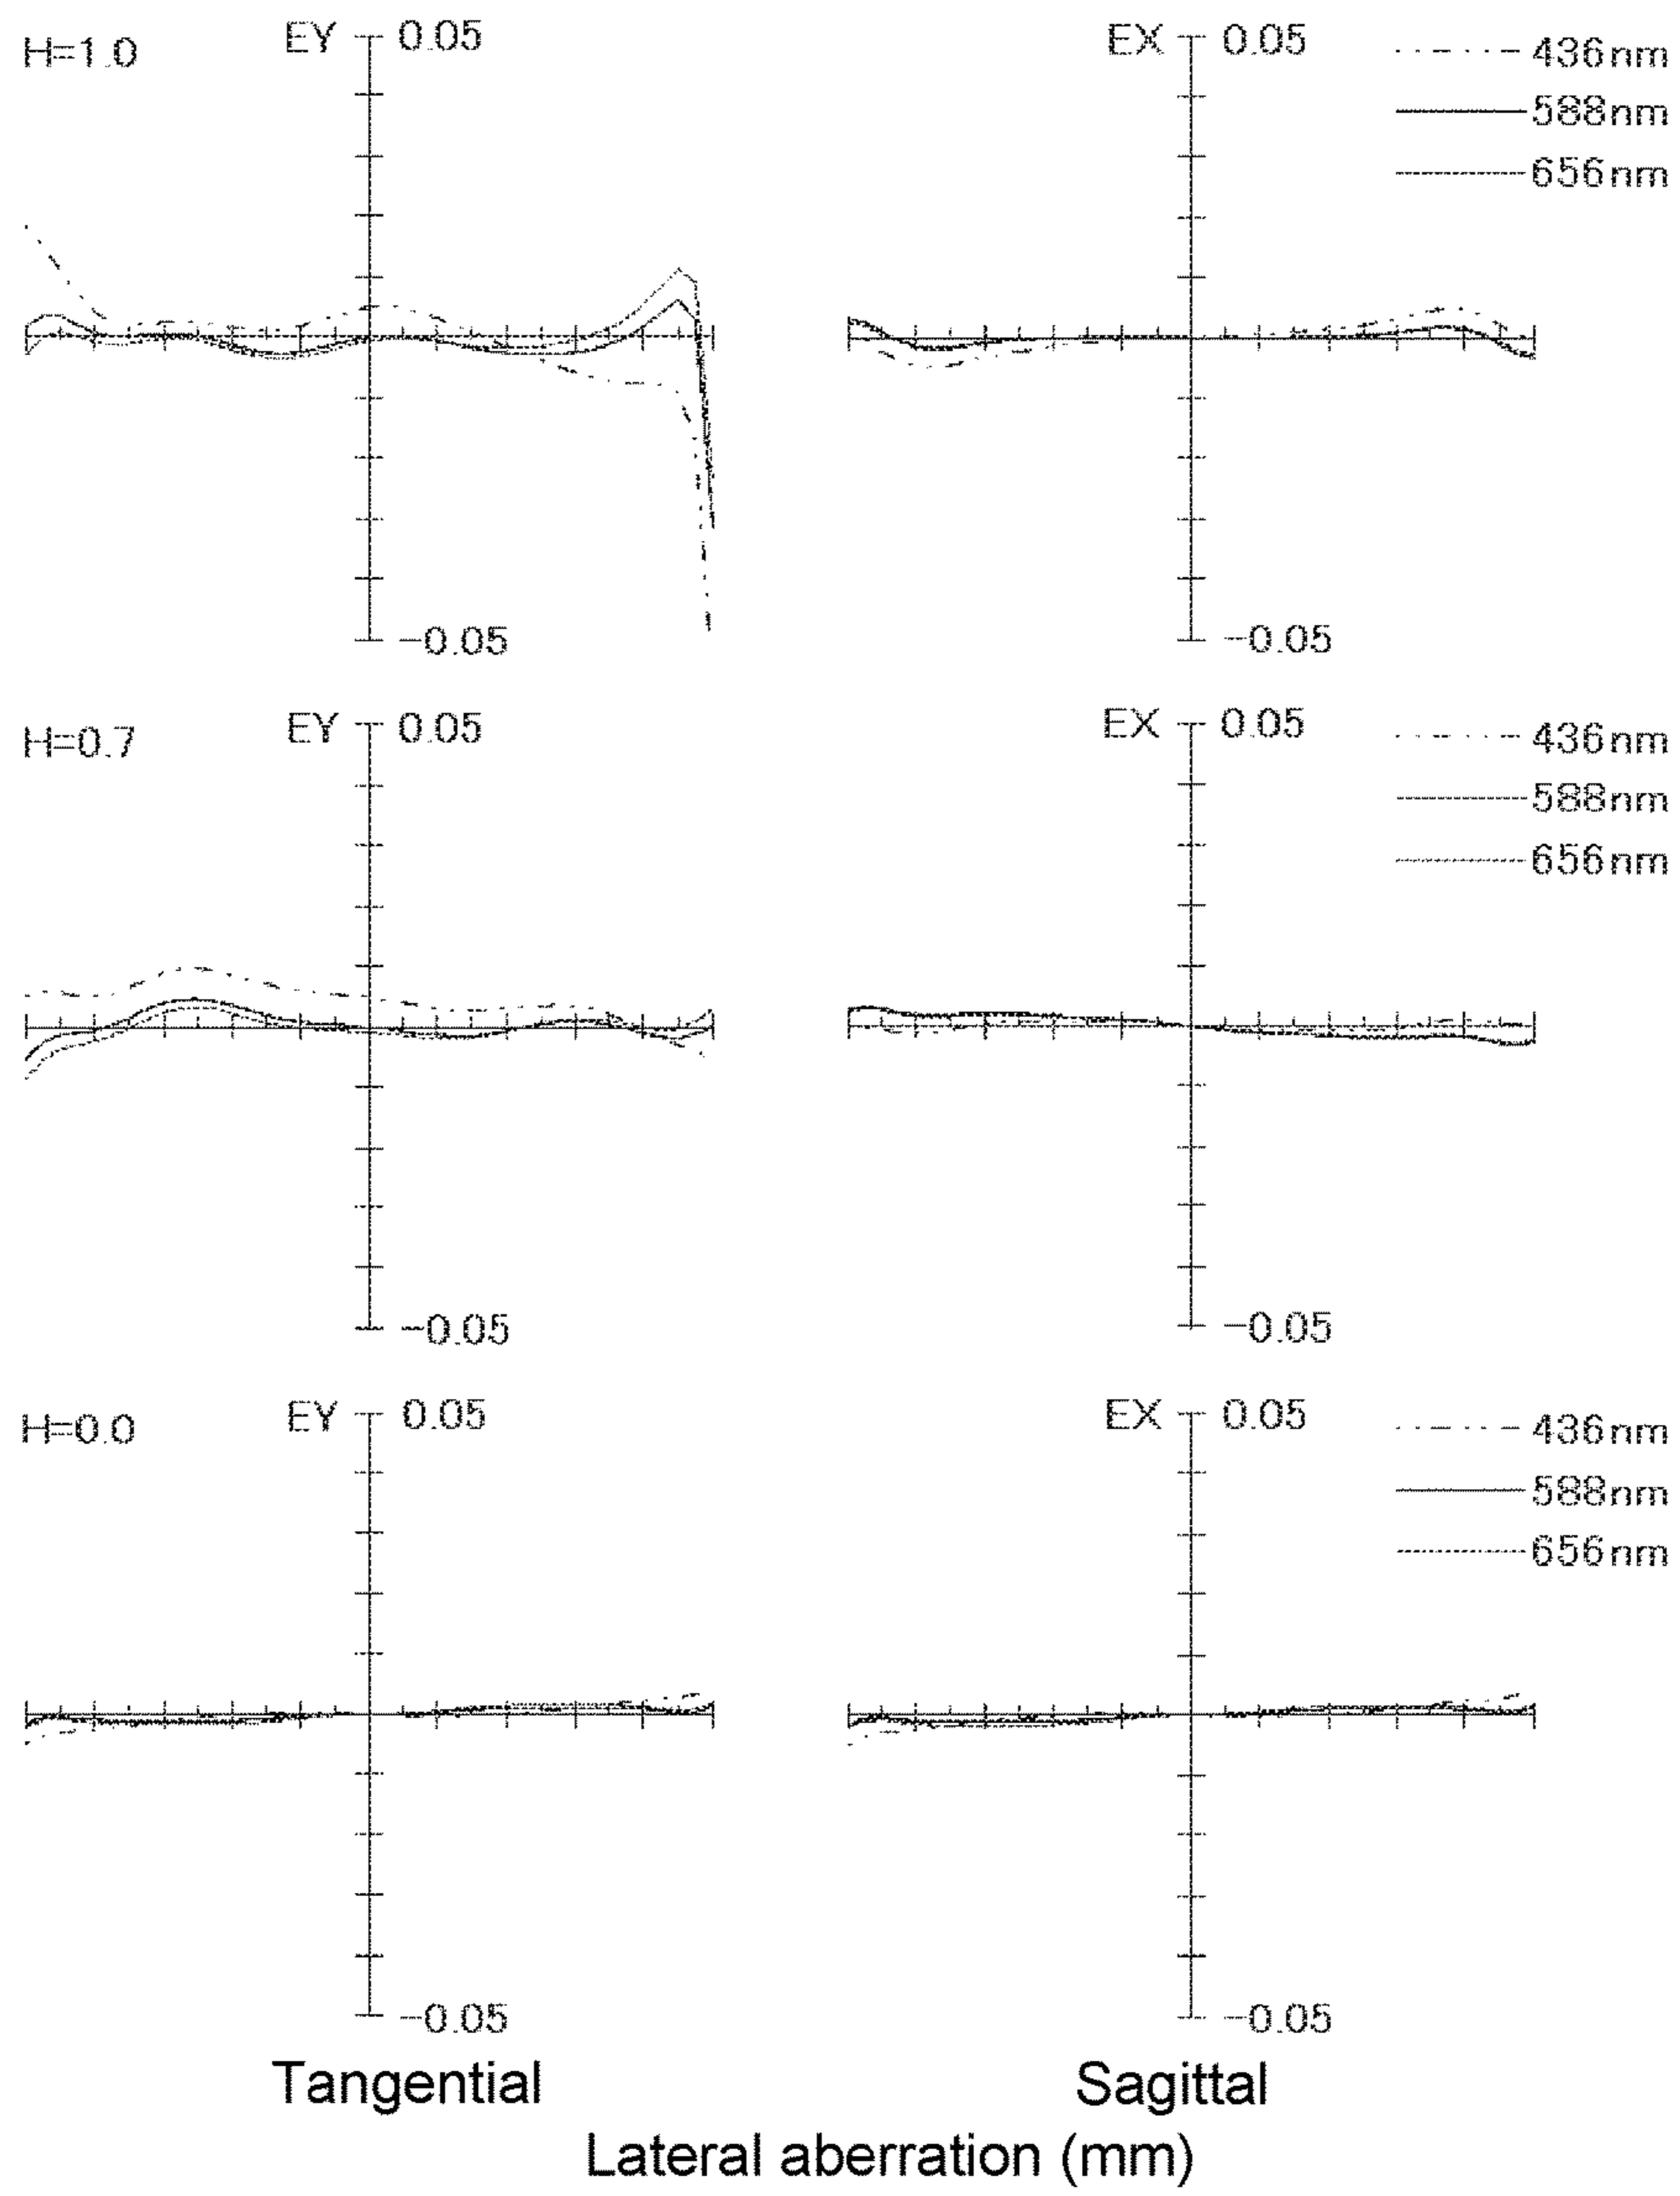 H=1.0 EY 0.05 EX 0.05 436nm
588nm
656nm
−0.05 −0.05
H=0.7 EY 0.05 EX 0.05 436nm
588nm
656nm
−0.05 −0.05
H=0.0 EY 0.05 EX 0.05 436nm
588nm
656nm
−0.05 −0.05
Tangential Sagittal
Lateral aberration (mm)